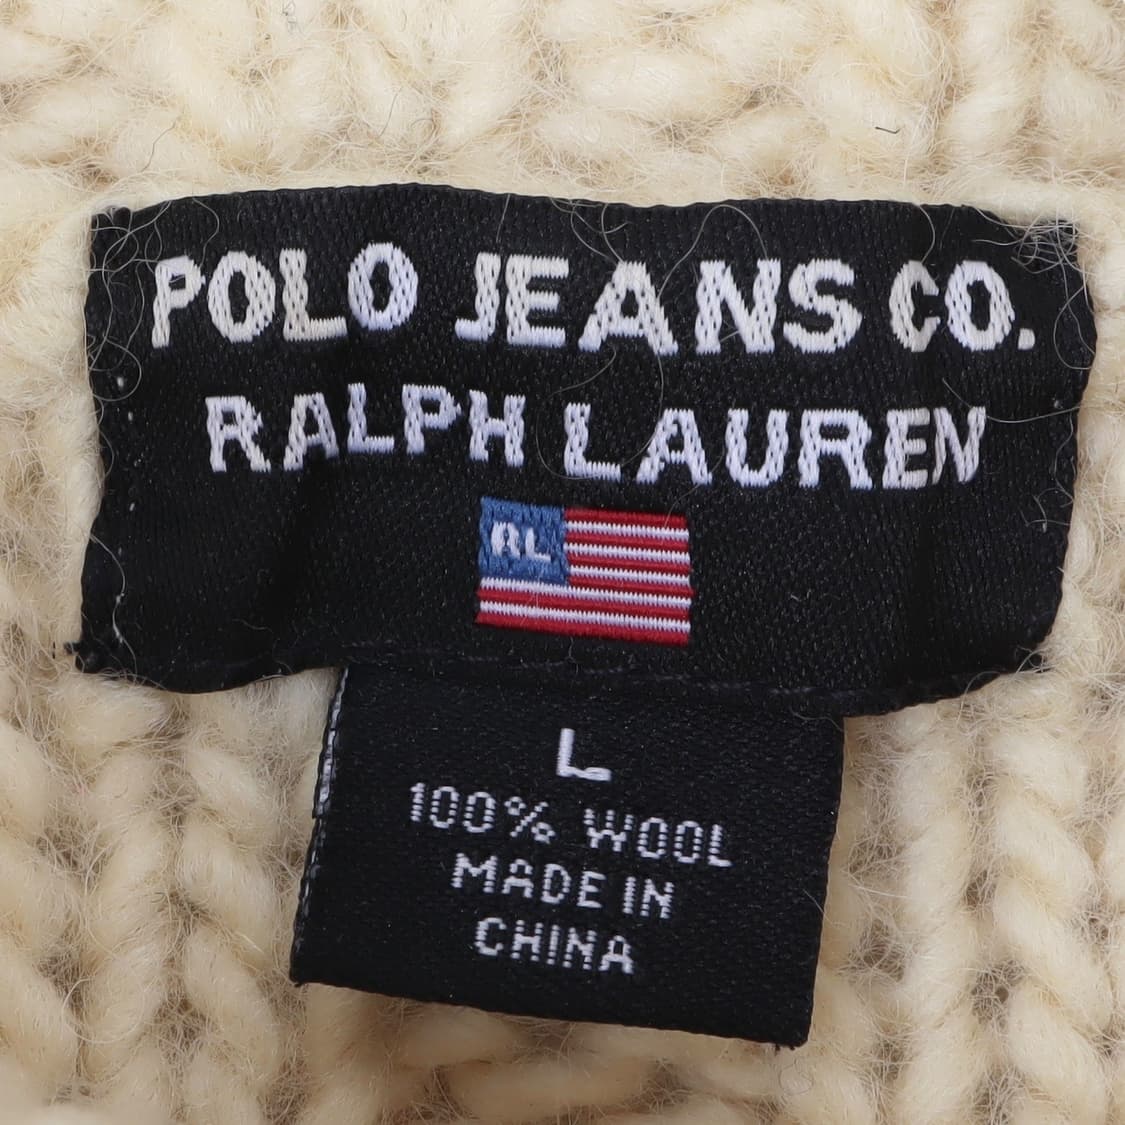 POLO JEANS CO.
RALPH LAUREN
RL
L
100% WOOL
MADE IN
CHINA